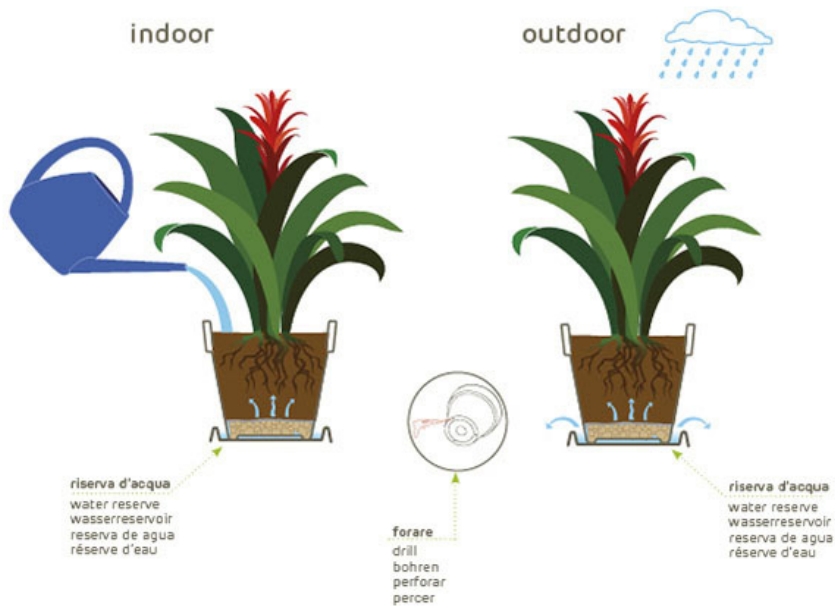 indoor
outdoor
riserva d'acqua
water reserve
wasserreservoir
reserva de agua
réserve d'eau
forare
drill
bohren
perforar
percer
riserva d'acqua
water reserve
wasserreservoir
reserva de agua
réserve d'eau